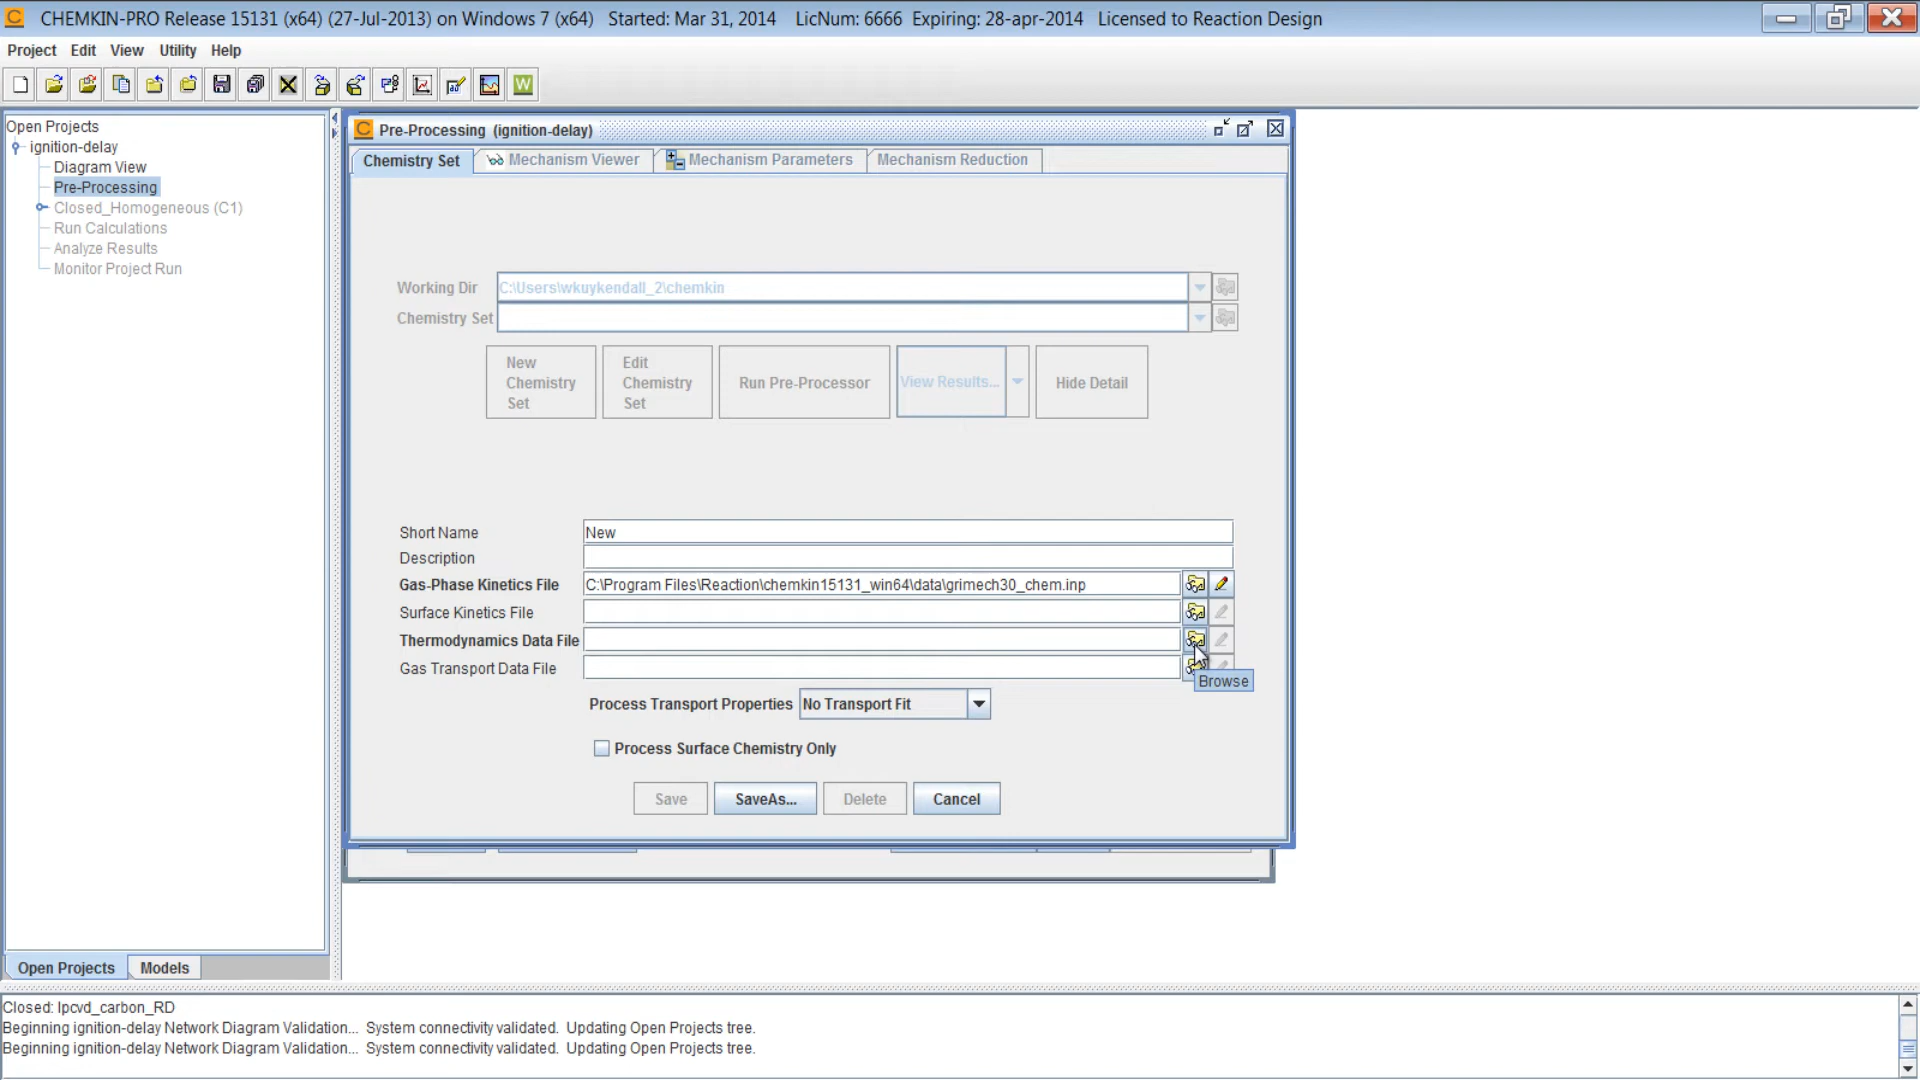 CHEMKIN-PRO Release 15131 (x64) (27-Jul-2013) on Windows 7 (x64)   Started: Mar 31, 2014   LicNum: 6666  Expiring: 28-apr-2014   Licensed to Reaction Design
Project  Edit  View  Utility  Help
W
Open Projects
ignition-delay
Diagram View
Pre-Processing
Closed_Homogeneous (C1)
Run Calculations
Analyze Results
Monitor Project Run
Pre-Processing  (ignition-delay)
Chemistry Set  Mechanism Viewer  Mechanism Parameters  Mechanism Reduction
Working Dir  C:\Users\wkuykendall_2\chemkin
Chemistry Set
New Chemistry Set  Edit Chemistry Set  Run Pre-Processor  View Results...  Hide Detail
Short Name  New
Description
Gas-Phase Kinetics File  C:\Program Files\Reaction\chemkin15131_win64\data\grimech30_chem.inp
Surface Kinetics File
Thermodynamics Data File
Gas Transport Data File
Browse
Process Transport Properties  No Transport Fit
Process Surface Chemistry Only
Save  SaveAs...  Delete  Cancel
Open Projects  Models
Closed: lpcvd_carbon_RD
Beginning ignition-delay Network Diagram Validation...  System connectivity validated.  Updating Open Projects tree.
Beginning ignition-delay Network Diagram Validation...  System connectivity validated.  Updating Open Projects tree.